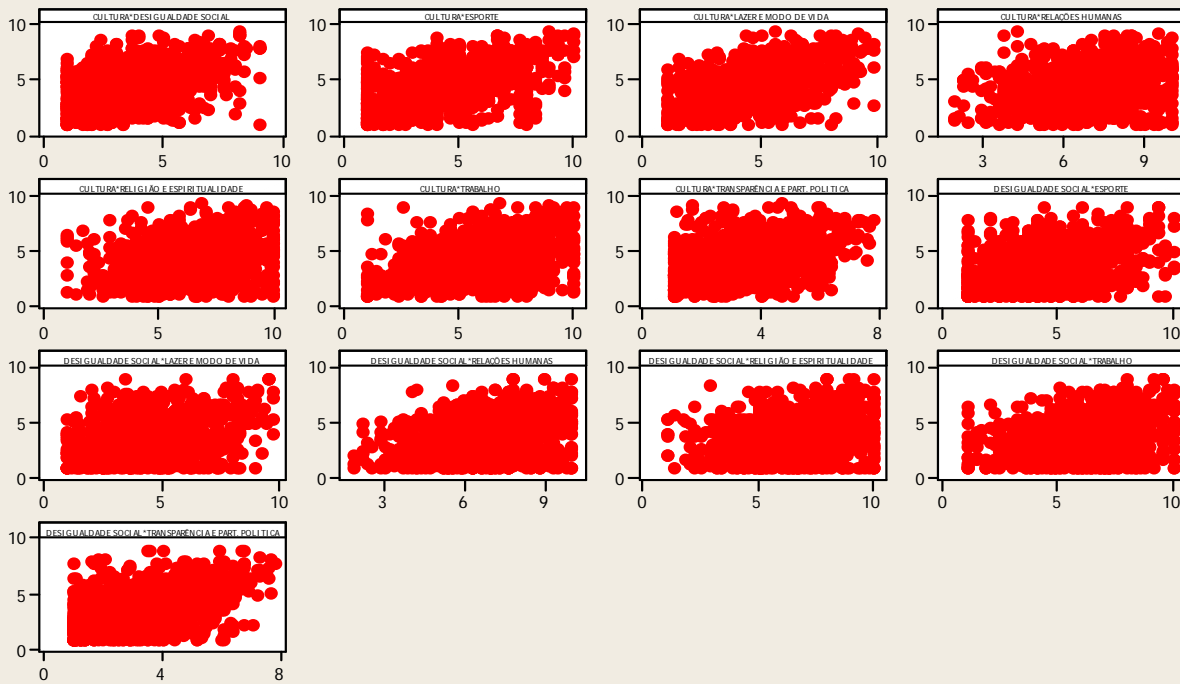 CULTURA*DESIGUALDADE SOCIAL
10
5
0
0 5 10
CULTURA*ESPORTE
10
5
0
0 5 10
CULTURA*LAZER E MODO DE VIDA
10
5
0
0 5 10
CULTURA*RELAÇÕES HUMANAS
10
5
0
3 6 9
CULTURA*RELIGIÃO E ESPIRITUALIDADE
10
5
0
0 5 10
CULTURA*TRABALHO
10
5
0
0 5 10
CULTURA*TRANSPARÊNCIA E PART. POLITICA
10
5
0
0 4 8
DESIGUALDADE SOCIAL*ESPORTE
10
5
0
0 5 10
DESIGUALDADE SOCIAL*LAZER E MODO DE VIDA
10
5
0
0 5 10
DESIGUALDADE SOCIAL*RELAÇÕES HUMANAS
10
5
0
3 6 9
DESIGUALDADE SOCIAL*RELIGIÃO E ESPIRITUALIDADE
10
5
0
0 5 10
DESIGUALDADE SOCIAL*TRABALHO
10
5
0
0 5 10
DESIGUALDADE SOCIAL*TRANSPARÊNCIA E PART. POLITICA
10
5
0
0 4 8